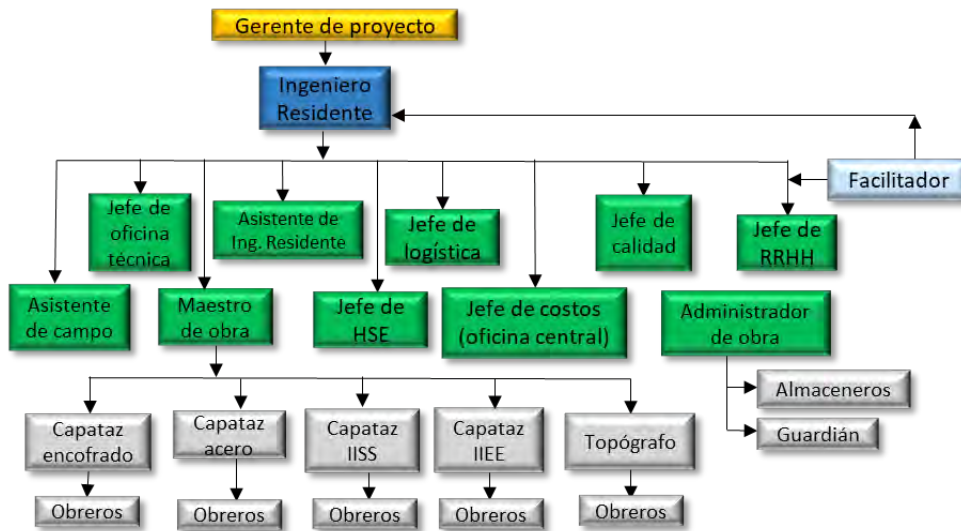 Gerente de proyecto
Ingeniero
Residente
Facilitador
Jefe de
oficina
técnica
Asistente de
Ing. Residente
Jefe de
logística
Jefe de
calidad
Jefe de
RRHH
Asistente
de campo
Maestro
de obra
Jefe de
HSE
Jefe de costos
(oficina central)
Administrador
de obra
Almaceneros
Guardián
Capataz
encofrado
Capataz
acero
Capataz
IISS
Capataz
IIEE
Topógrafo
Obreros
Obreros
Obreros
Obreros
Obreros